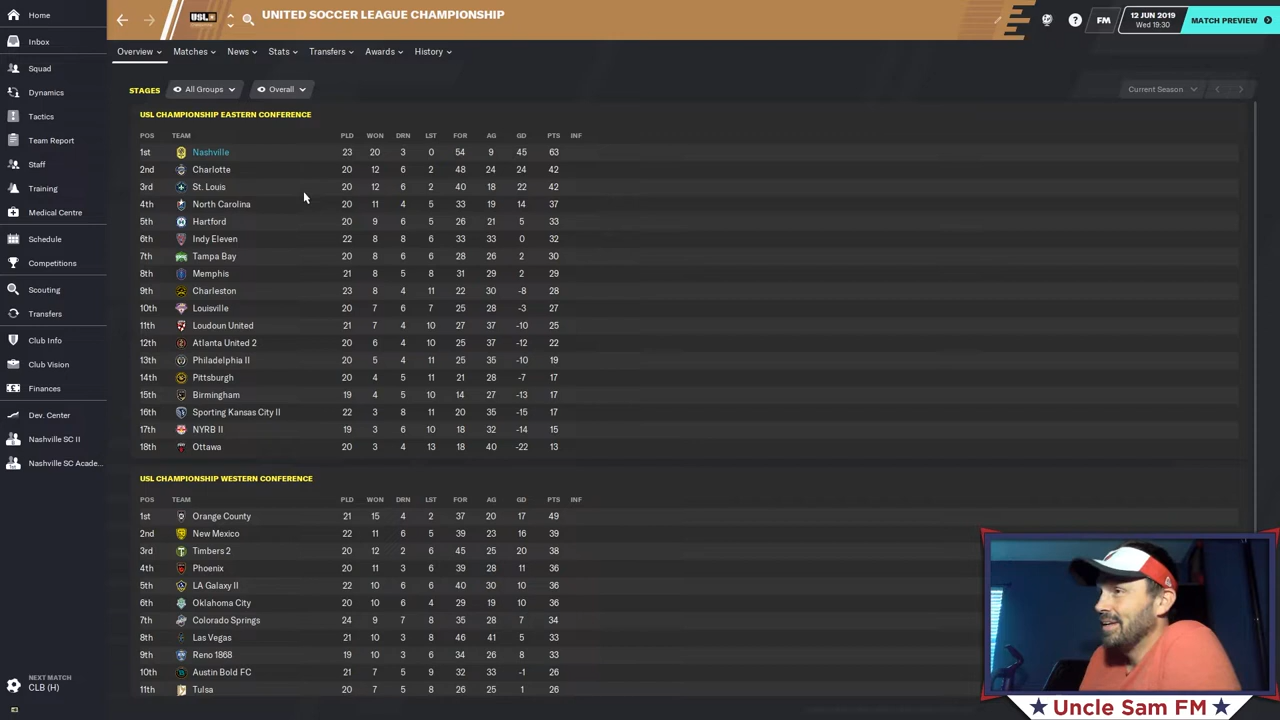 Home
Inbox
Squad
Dynamics
Tactics
Team Report
Staff
Training
Medical Centre
Schedule
Competitions
Scouting
Transfers
Club Info
Club Vision
Finances
Dev. Center
Nashville SC II
Nashville SC Acade...
NEXT MATCH
CLB (H)
USL
UNITED SOCCER LEAGUE CHAMPIONSHIP
? FM 12 JUN 2019 MATCH PREVIEW
Wed 19:30
Overview Matches News Stats Transfers Awards History
STAGES All Groups Overall Current Season
USL CHAMPIONSHIP EASTERN CONFERENCE
POS TEAM PLD WON DRN LST FOR AG GD PTS INF
1st Nashville 23 20 3 0 54 9 45 63
2nd Charlotte 20 12 6 2 48 24 24 42
3rd St. Louis 20 12 6 2 40 18 22 42
4th North Carolina 20 11 4 5 33 19 14 37
5th Hartford 20 9 6 5 26 21 5 33
6th Indy Eleven 22 8 8 6 33 33 0 32
7th Tampa Bay 20 8 6 6 28 26 2 30
8th Memphis 21 8 5 8 31 29 2 29
9th Charleston 23 8 4 11 22 30 -8 28
10th Louisville 20 7 6 7 25 28 -3 27
11th Loudoun United 21 7 4 10 27 37 -10 25
12th Atlanta United 2 20 6 4 10 25 37 -12 22
13th Philadelphia II 20 5 4 11 25 35 -10 19
14th Pittsburgh 20 4 5 11 21 28 -7 17
15th Birmingham 19 4 5 10 14 27 -13 17
16th Sporting Kansas City II 22 3 8 11 20 35 -15 17
17th NYRB II 19 3 6 10 18 32 -14 15
18th Ottawa 20 3 4 13 18 40 -22 13
USL CHAMPIONSHIP WESTERN CONFERENCE
POS TEAM PLD WON DRN LST FOR AG GD PTS INF
1st Orange County 21 15 4 2 37 20 17 49
2nd New Mexico 22 11 6 5 39 23 16 39
3rd Timbers 2 20 12 2 6 45 25 20 38
4th Phoenix 20 11 3 6 39 28 11 36
5th LA Galaxy II 22 10 6 6 40 30 10 36
6th Oklahoma City 20 10 6 4 29 19 10 36
7th Colorado Springs 24 9 7 8 35 28 7 34
8th Las Vegas 21 10 3 8 46 41 5 33
9th Reno 1868 19 10 3 6 34 26 8 33
10th Austin Bold FC 21 7 5 9 32 33 -1 26
11th Tulsa 20 7 5 8 26 25 1 26
Uncle Sam FM